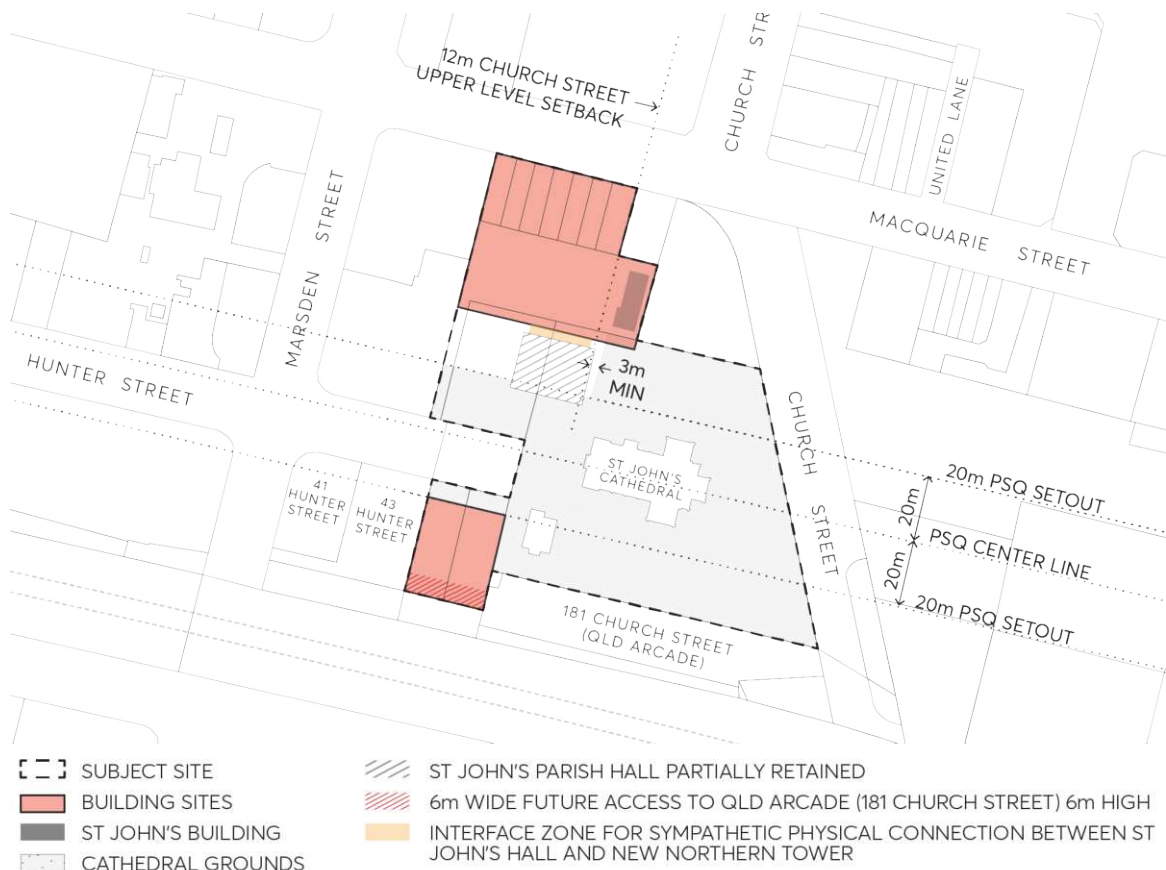 12m CHURCH STREET
UPPER LEVEL SETBACK
CHURCH STR
UNITED LANE
MACQUARIE STREET
MARSDEN STREET
HUNTER STREET
3m
MIN
CHURCH STREET
ST JOHN'S
CATHEDRAL
41
HUNTER
STREET
43
HUNTER
STREET
20m PSQ SETOUT
20m
PSQ CENTER LINE
20m
20m PSQ SETOUT
181 CHURCH STREET
(QLD ARCADE)
SUBJECT SITE
BUILDING SITES
ST JOHN'S BUILDING
CATHEDRAL GROUNDS
ST JOHN'S PARISH HALL PARTIALLY RETAINED
6m WIDE FUTURE ACCESS TO QLD ARCADE (181 CHURCH STREET) 6m HIGH
INTERFACE ZONE FOR SYMPATHETIC PHYSICAL CONNECTION BETWEEN ST
JOHN'S HALL AND NEW NORTHERN TOWER